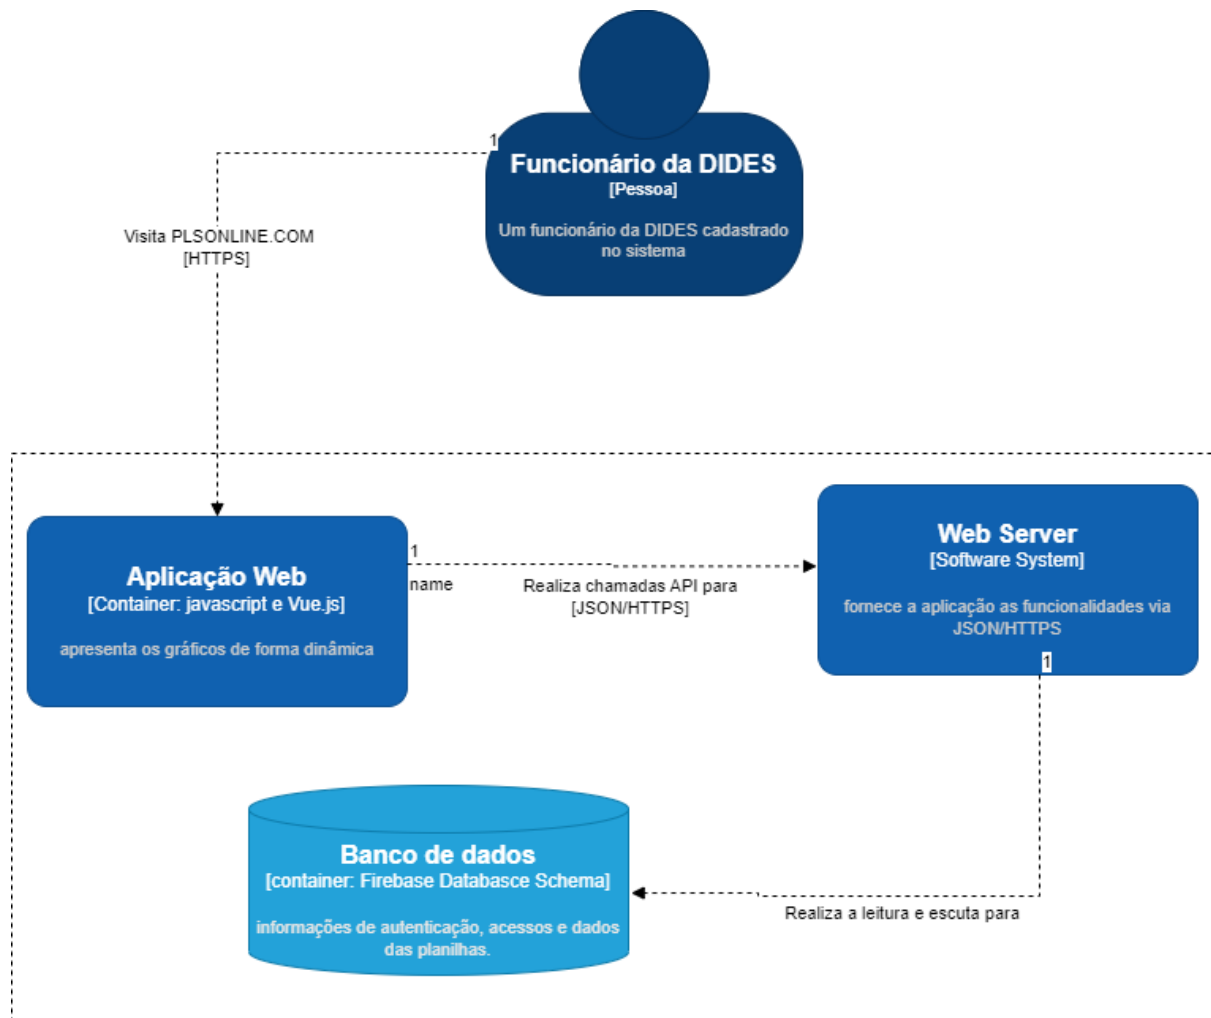 1
Funcionário da DIDES
[Pessoa]
Um funcionário da DIDES cadastrado
no sistema
Visita PLSONLINE.COM
[HTTPS]
Aplicação Web
[Container: javascript e Vue.js]
apresenta os gráficos de forma dinâmica
1
name
Realiza chamadas API para
[JSON/HTTPS]
Web Server
[Software System]
fornece a aplicação as funcionalidades via
JSON/HTTPS
1
Banco de dados
[container: Firebase Databasce Schema]
informações de autenticação, acessos e dados
das planilhas.
Realiza a leitura e escuta para